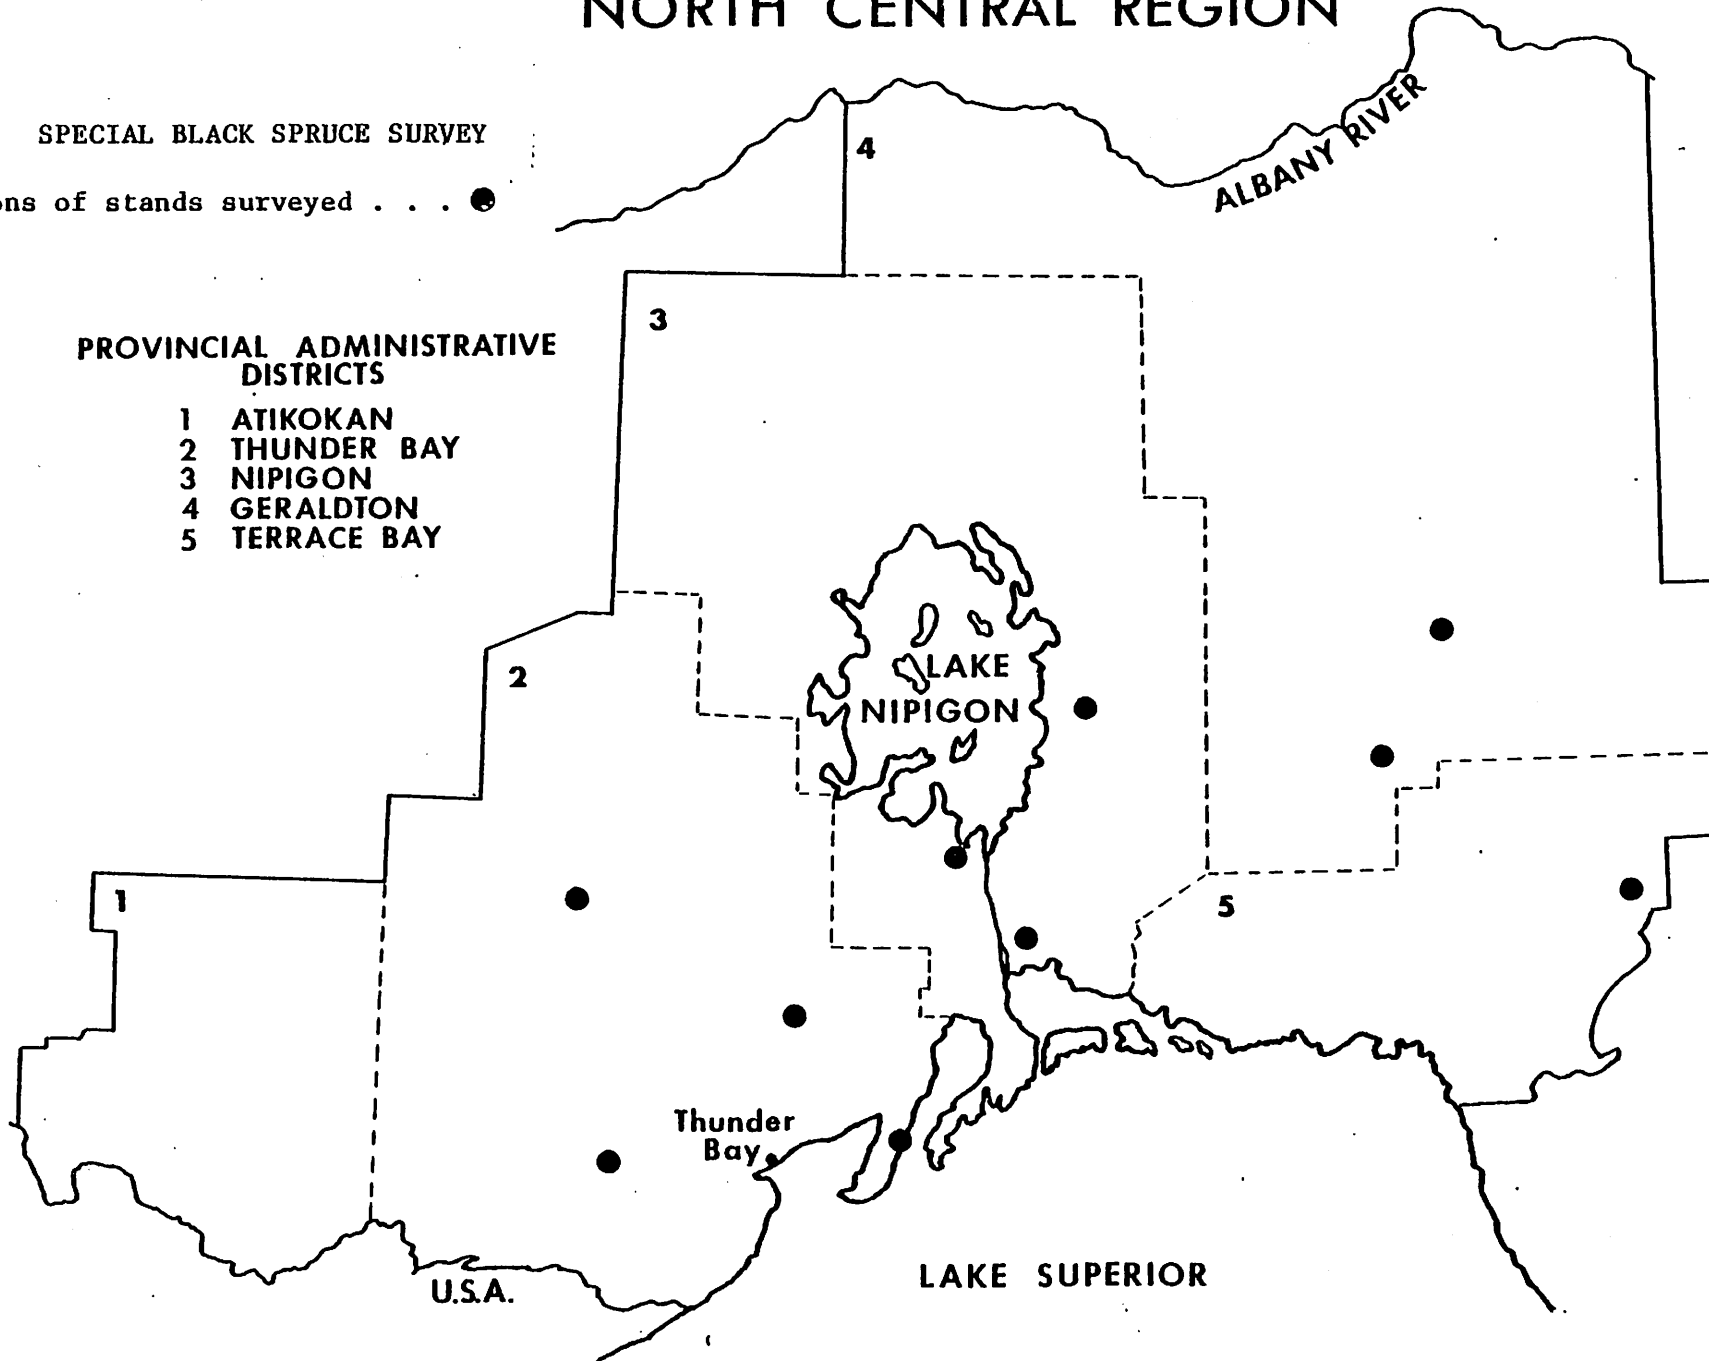 NORTH CENTRAL REGION
SPECIAL BLACK SPRUCE SURVEY
ons of stands surveyed . . .
PROVINCIAL ADMINISTRATIVE
DISTRICTS
1 ATIKOKAN
2 THUNDER BAY
3 NIPIGON
4 GERALDTON
5 TERRACE BAY
4
ALBANY RIVER
3
2
LAKE
NIPIGON
1
5
Thunder
Bay
U.S.A.
LAKE SUPERIOR